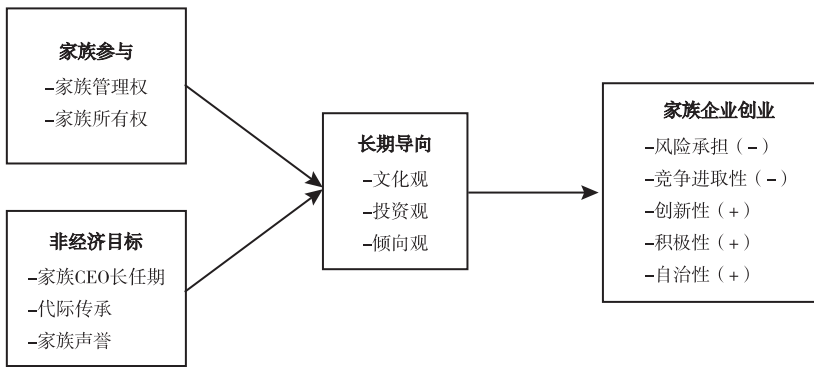 家族参与
–家族管理权
–家族所有权
非经济目标
–家族CEO长任期
–代际传承
–家族声誉
长期导向
–文化观
–投资观
–倾向观
家族企业创业
–风险承担（–）
–竞争进取性（–）
–创新性（+）
–积极性（+）
–自治性（+）